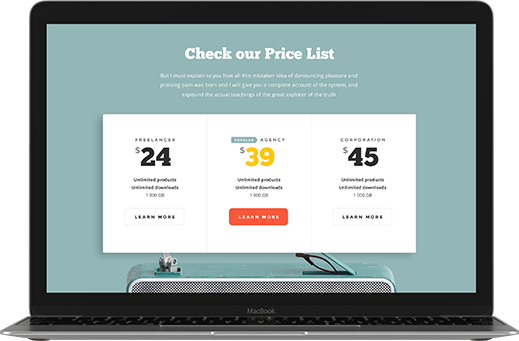 Check our Price List
But I must explain to you how all this mistaken idea of denouncing pleasure and
praising pain was born and I will give you a complete account of the system, and
expound the actual teachings of the great explorer of the truth
FREELANCER
$24
Unlimited products
Unlimited downloads
1 000 GB
LEARN MORE
POPULAR AGENCY
$39
Unlimited products
Unlimited downloads
1 000 GB
LEARN MORE
CORPORATION
$45
Unlimited products
Unlimited downloads
1 000 GB
LEARN MORE
MacBook